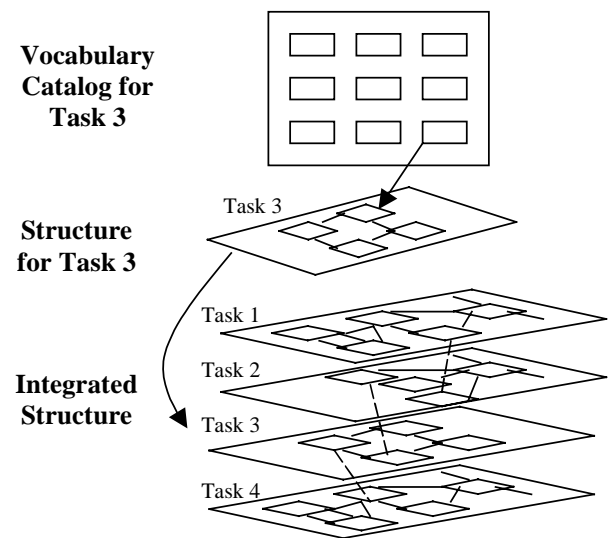 Vocabulary
Catalog for
Task 3
Task 3
Structure
for Task 3
Task 1
Task 2
Integrated
Structure
Task 3
Task 4